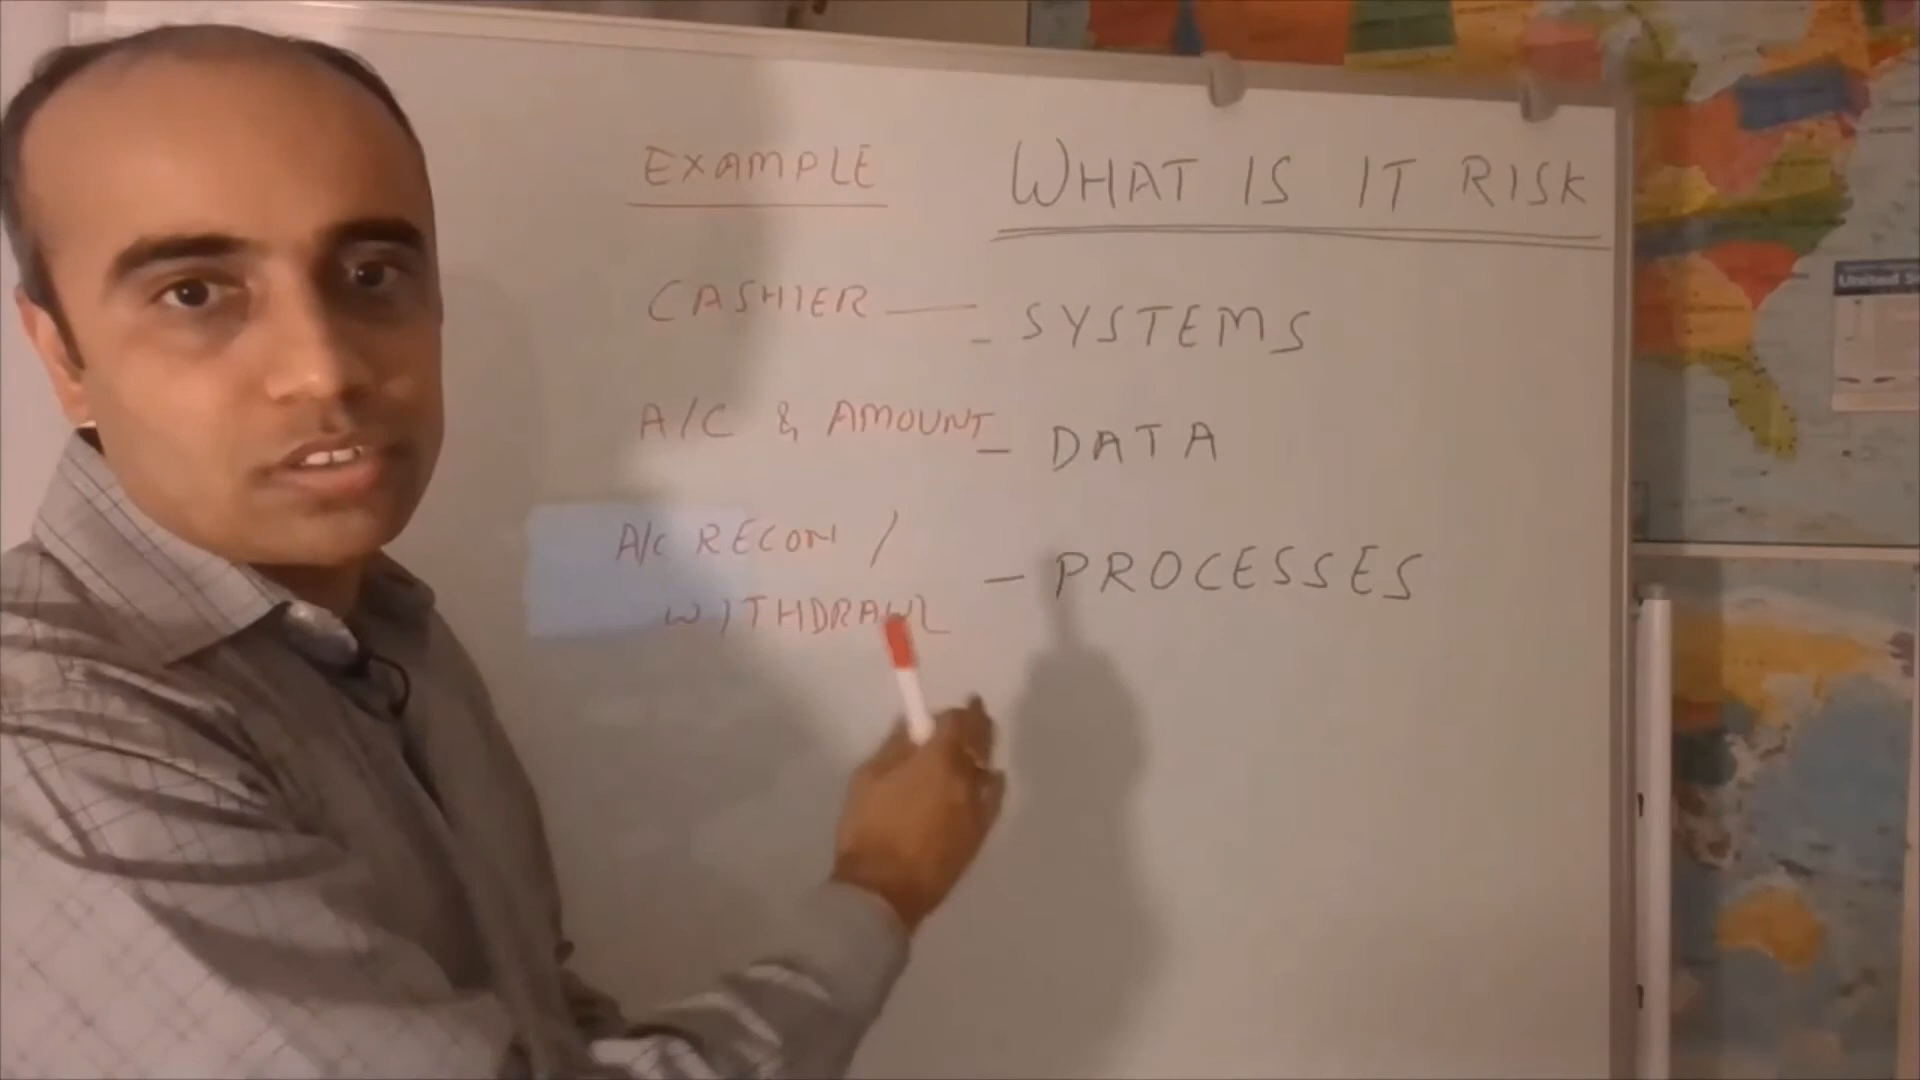 EXAMPLE
CASHIER
A/C & AMOUNT
A/C RECON /
WITHDRAWL
WHAT IS IT RISK
- SYSTEMS
- DATA
- PROCESSES